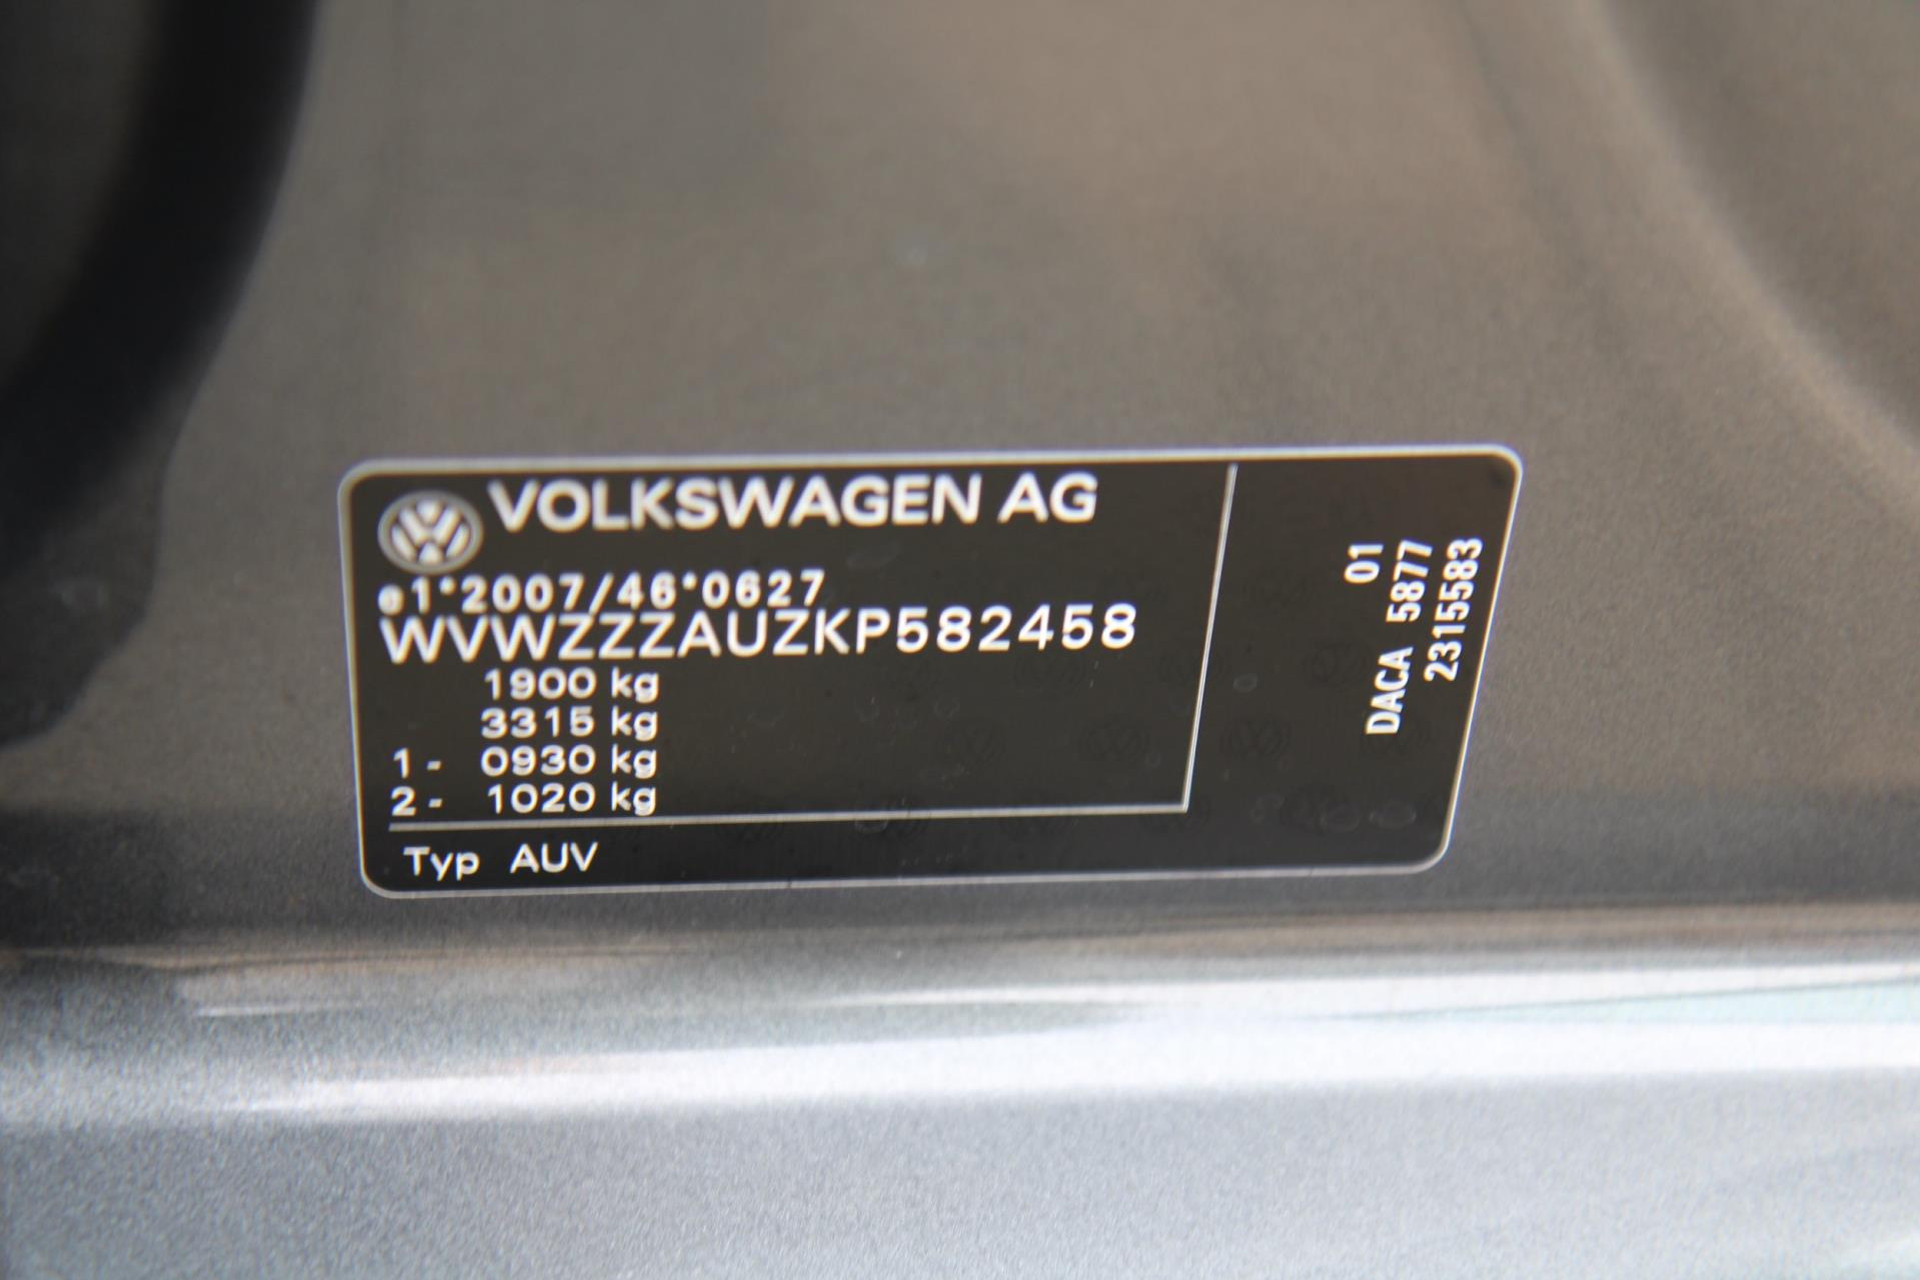 VOLKSWAGEN AG
e1*2007/46*0627
WVWZZZAUZKP582458
1900 kg
3315 kg
1- 0930 kg
2- 1020 kg
Typ AUV
01
DACA 5877
2315583